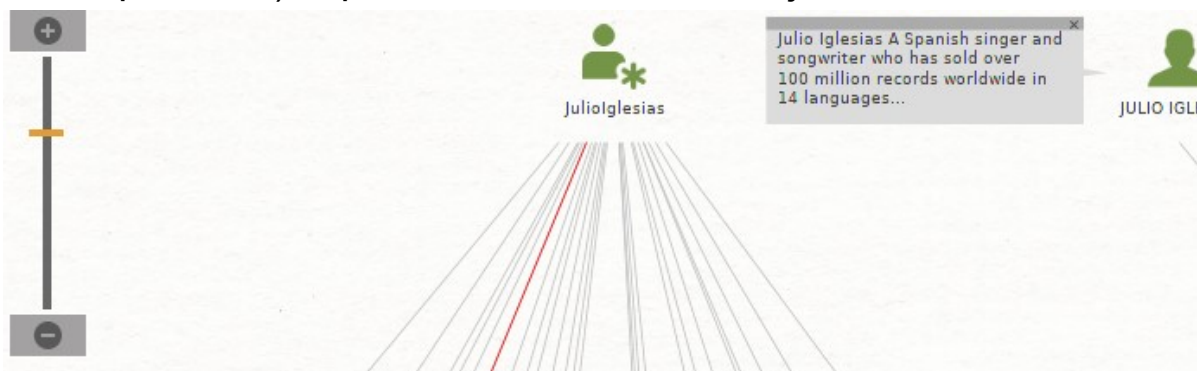 JulioIglesias
Julio Iglesias A Spanish singer and
songwriter who has sold over
100 million records worldwide in
14 languages...
JULIO IGL